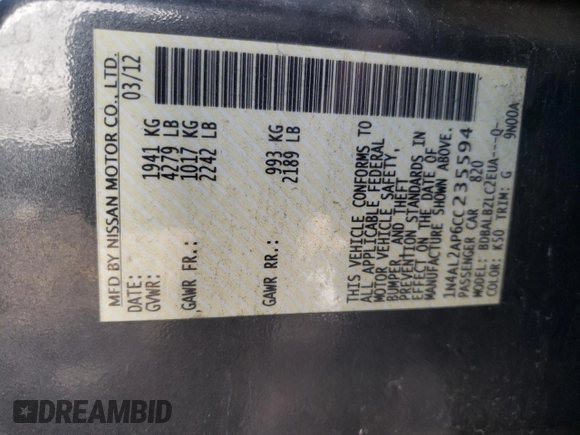 MFD BY NISSAN MOTOR CO., LTD.
DATE: 03/12
GVWR: 1941 KG
4279 LB
GAWR FR.: 1017 KG
2242 LB
GAWR RR: 993 KG
2189 LB
THIS VEHICLE CONFORMS TO
ALL APPLICABLE FEDERAL
MOTOR VEHICLE SAFETY,
BUMPER AND THEFT
PREVENTION STANDARDS IN
EFFECT ON THE DATE OF
MANUFACTURE SHOWN ABOVE.
1N4AL2AP6CC235594
PASSENGER CAR 820
MODEL: BDBALBZLC2EUA---Q-
COLOR: K50 TRIM: G 9N00A
DREAMBID